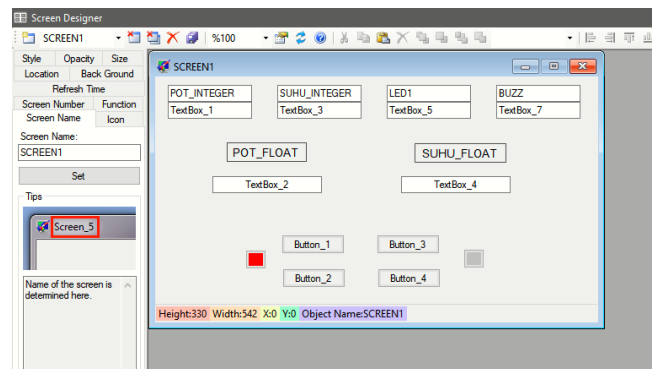 Screen Designer
SCREEN1
%100
Style Opacity Size
Location Back Ground
Refresh Time
Screen Number Function
Screen Name Icon
Screen Name:
SCREEN1
Set
Tips
Screen_5
Name of the screen is
determined here.
SCREEN1
POT_INTEGER SUHU_INTEGER LED1 BUZZ
TextBox_1 TextBox_3 TextBox_5 TextBox_7
POT_FLOAT SUHU_FLOAT
TextBox_2 TextBox_4
Button_1 Button_3
Button_2 Button_4
Height:330 Width:542 X:0 Y:0 Object Name:SCREEN1